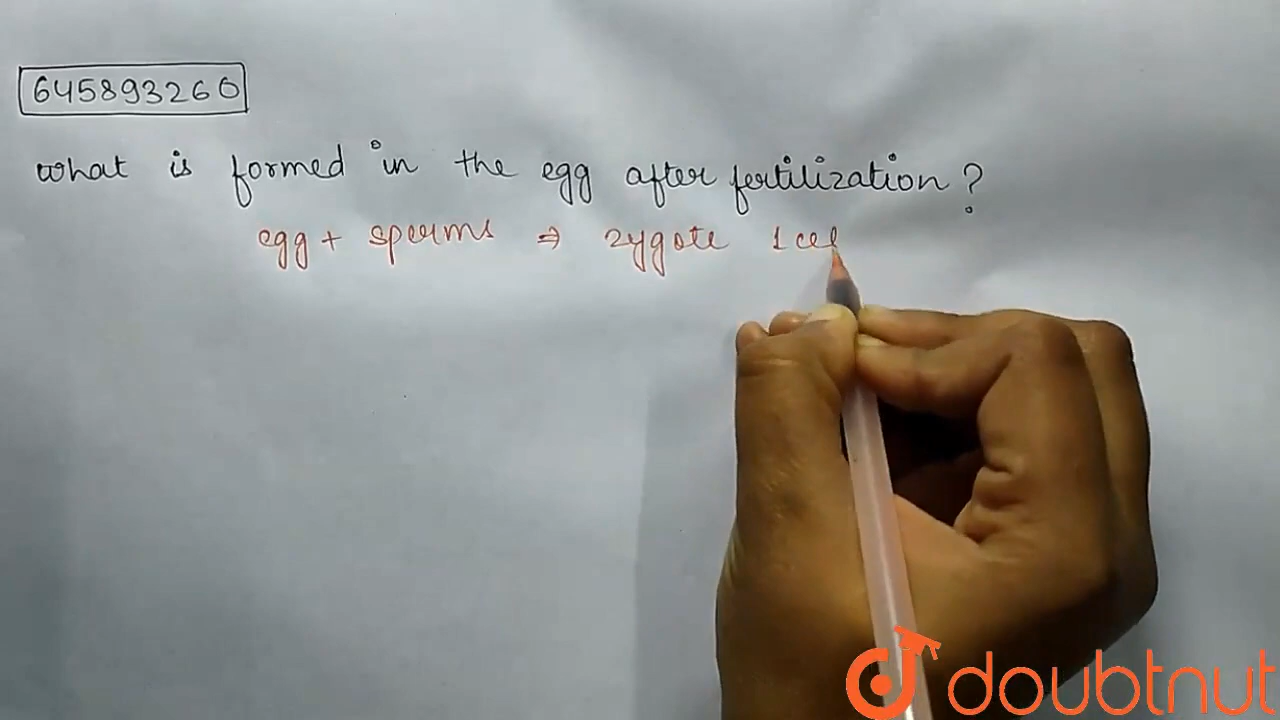 645893260
What is formed in the egg after fertilization?
egg + sperms ⇒ zygote 1 cel
doubtnut